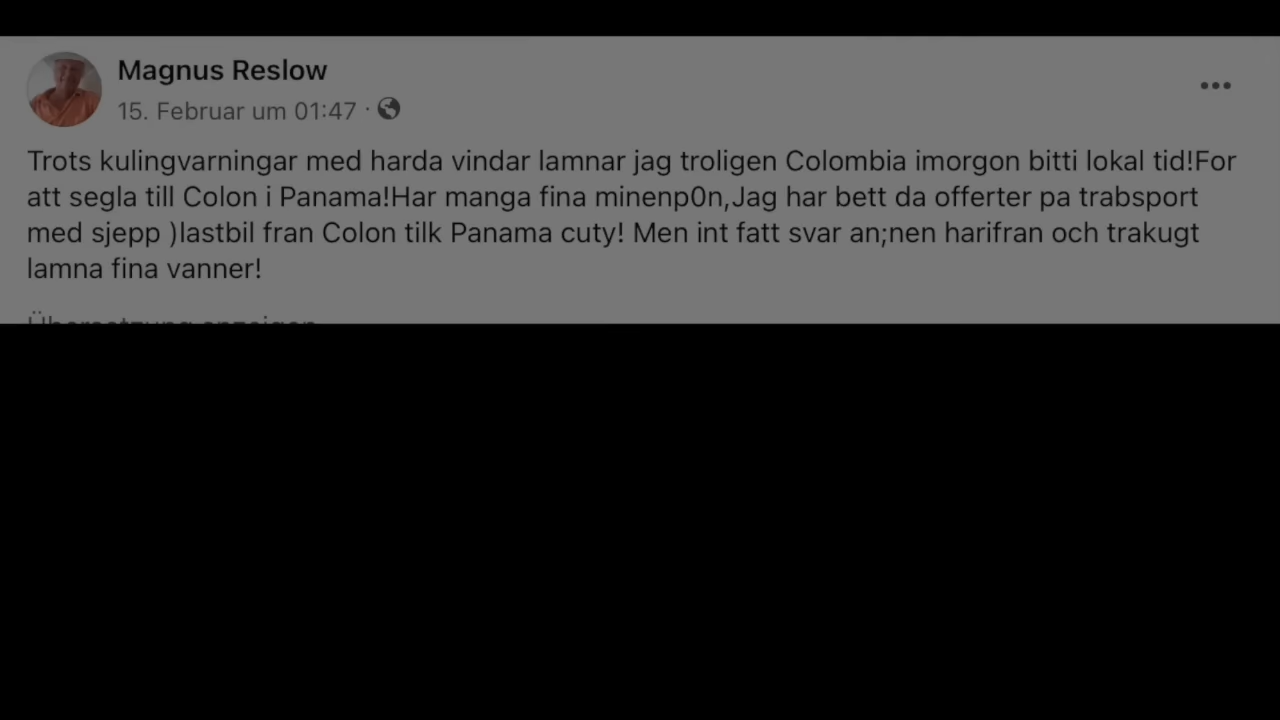 Magnus Reslow
15. Februar um 01:47 ·
Trots kulingvarningar med harda vindar lamnar jag troligen Colombia imorgon bitti lokal tid!For
att segla till Colon i Panama!Har manga fina minenp0n,Jag har bett da offerter pa trabsport
med sjepp )lastbil fran Colon tilk Panama cuty! Men int fatt svar an;nen harifran och trakugt
lamna fina vanner!
Übersetzung anzeigen